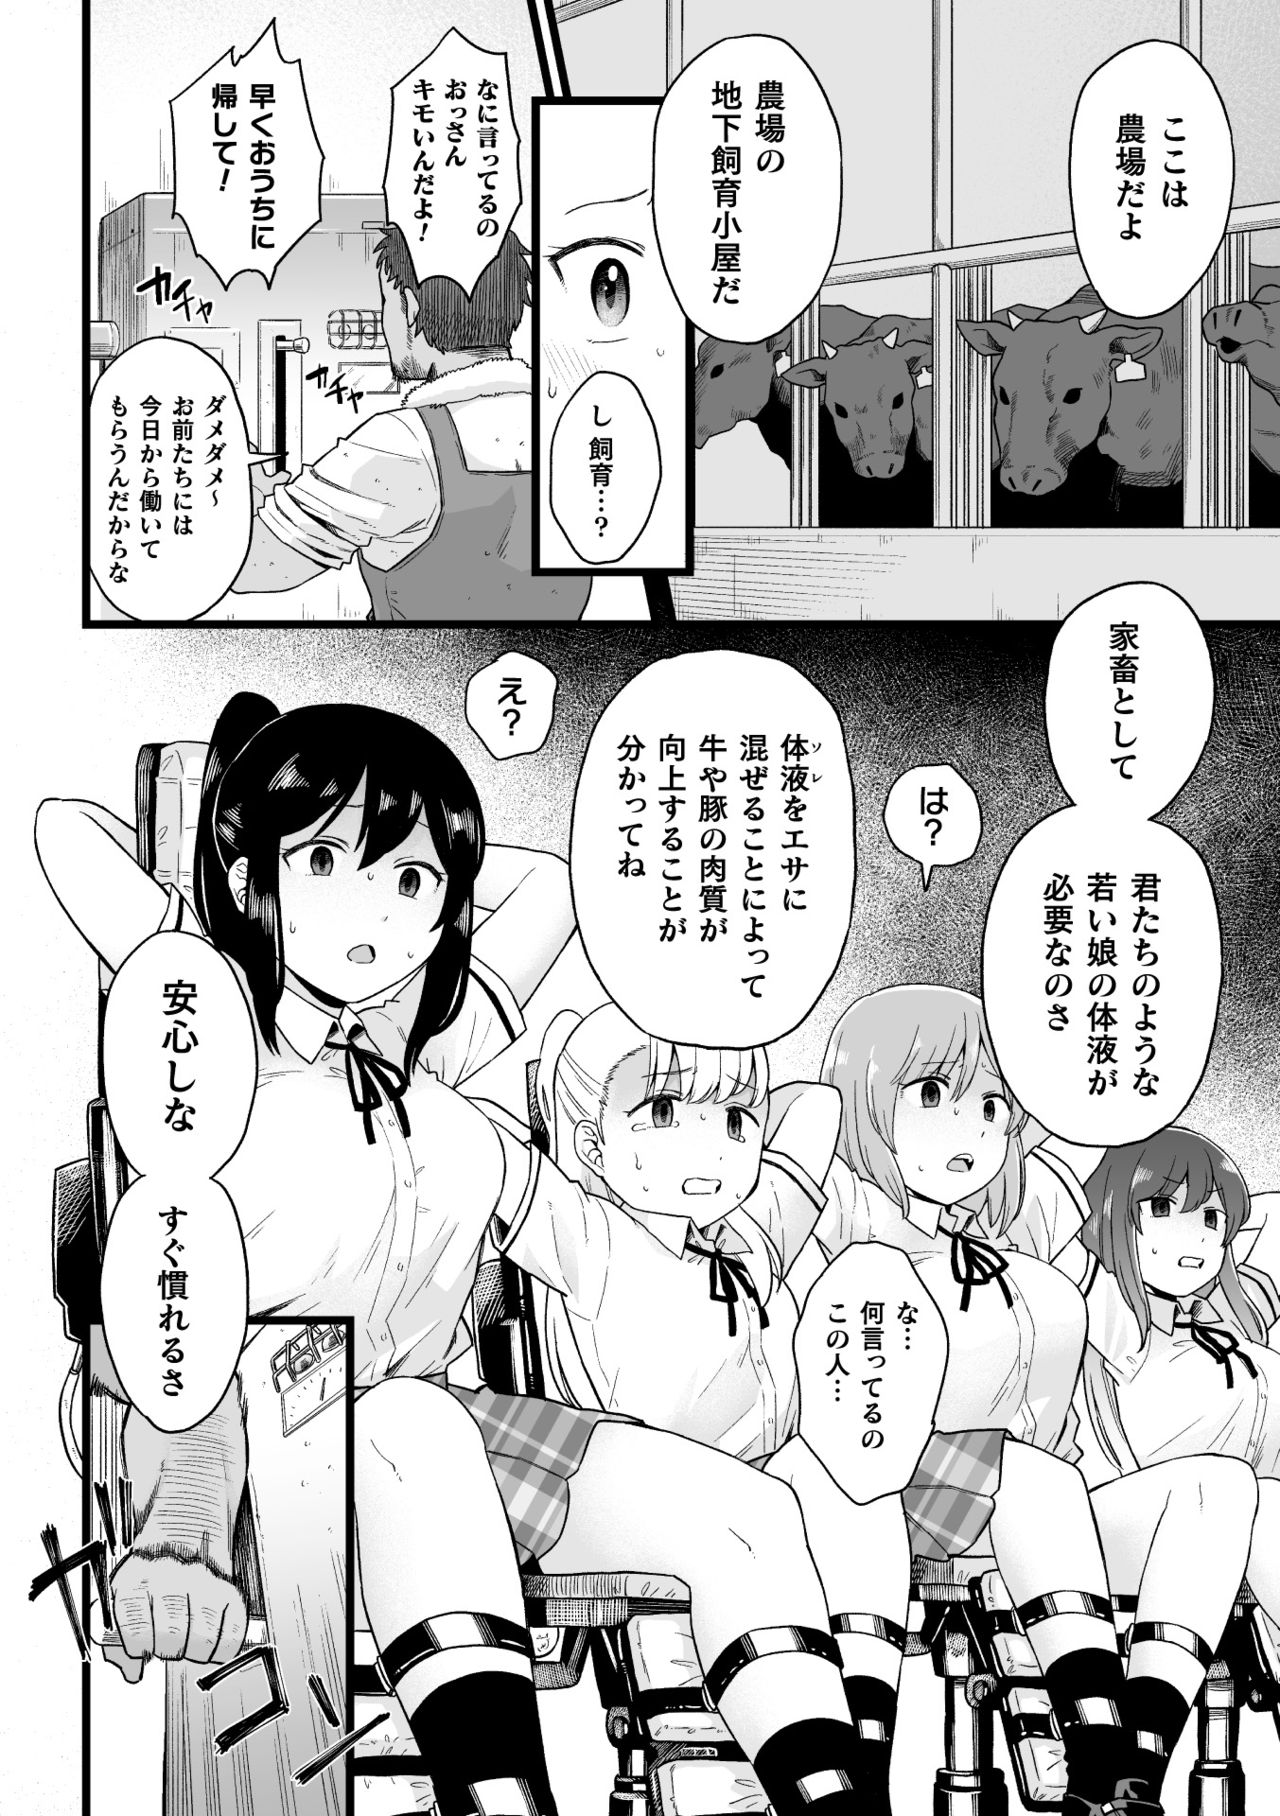 ここは
農場だよ
農場の
地下飼育小屋だ
し 飼育…?
なに言ってるの
おっさん
キモいんだよ!
早くおうちに
帰して!
ガチャ
ガチャ
ダメダメ~
お前たちには
今日から働いて
もらうんだからな
家畜として
君たちのような
若い娘の体液が
必要なのさ
は?
体液をエサに
ソレ
混ぜることによって
牛や豚の肉質が
向上することが
分かってね
え?
な…
何言ってるの
この人…
安心しな
すぐ慣れるさ
ガコン